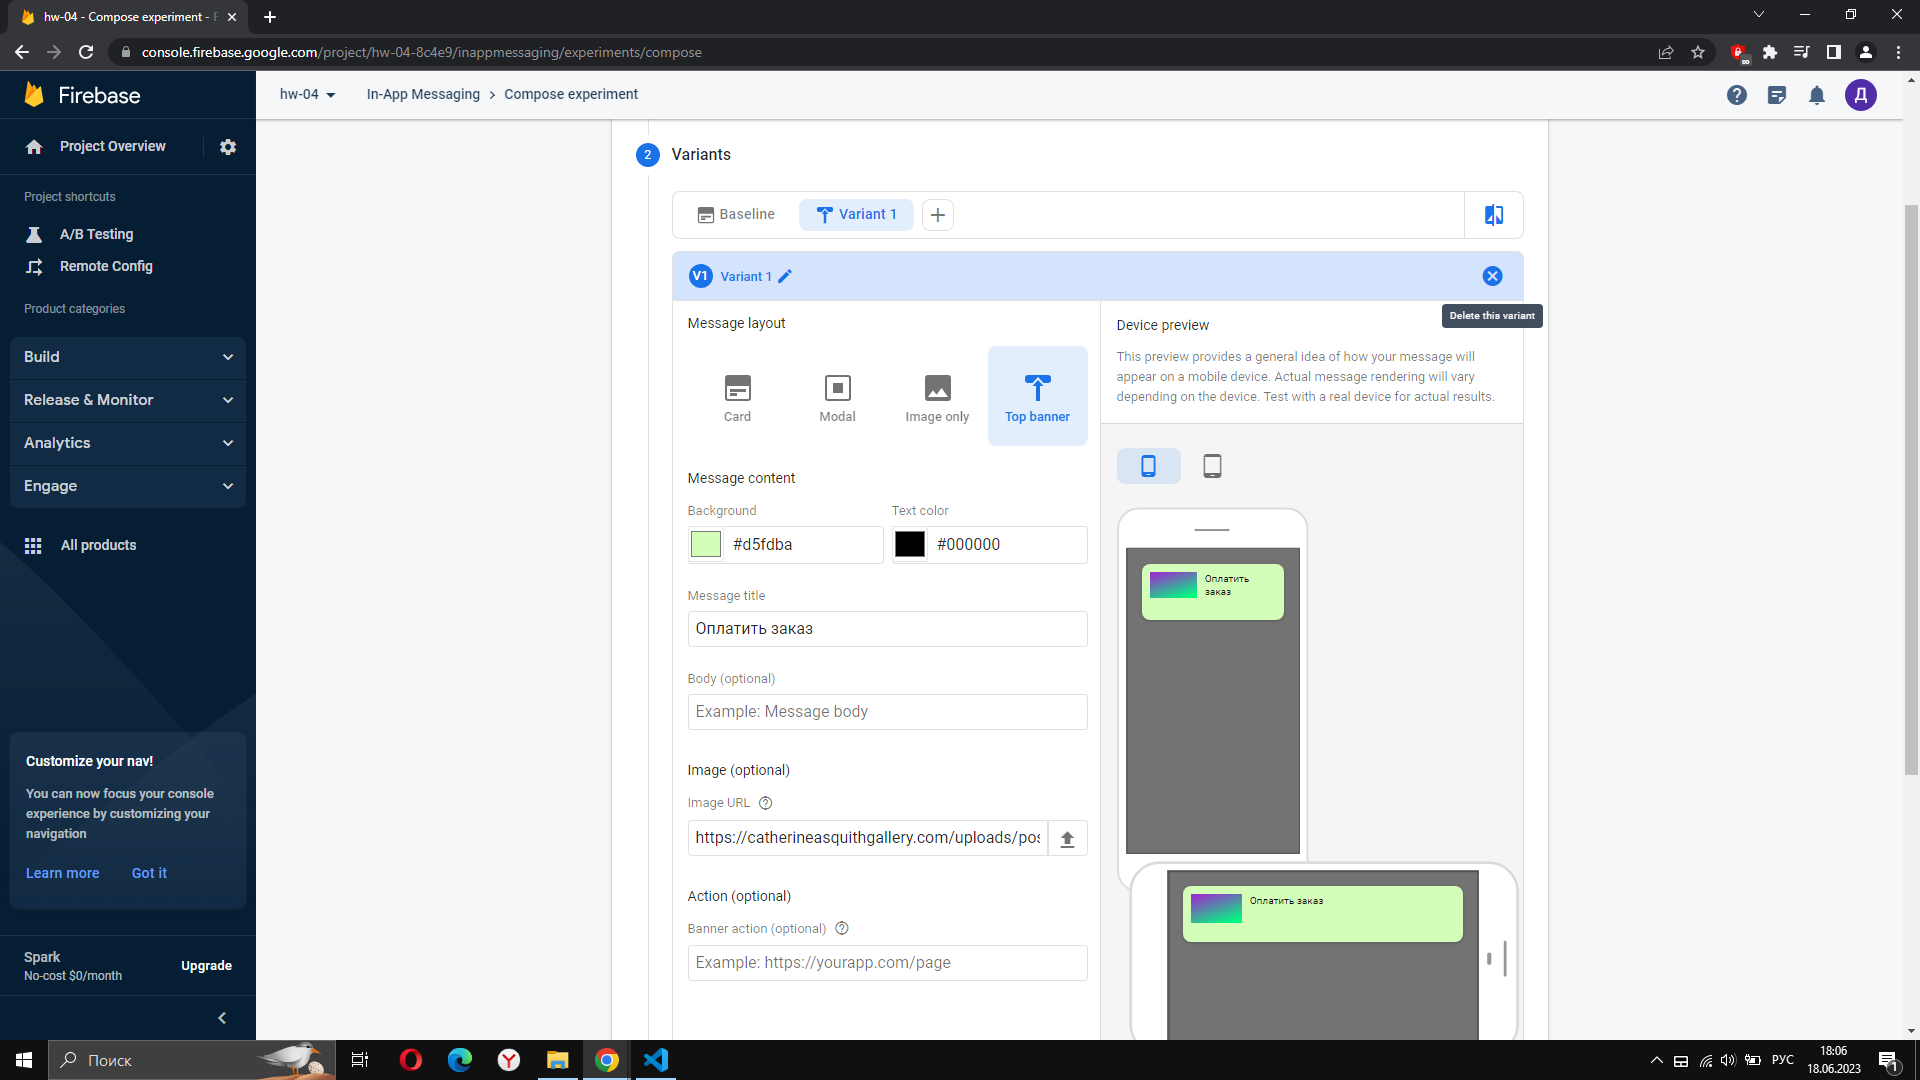 hw-04 - Compose experiment - F
console.firebase.google.com/project/hw-04-8c4e9/inappmessaging/experiments/compose
Firebase
hw-04
In-App Messaging > Compose experiment
Д
Project Overview
Project shortcuts
A/B Testing
Remote Config
Product categories
Build
Release & Monitor
Analytics
Engage
All products
Customize your nav!
You can now focus your console
experience by customizing your
navigation
Learn more
Got it
Spark
No-cost $0/month
Upgrade
2
Variants
Baseline
Variant 1
V1
Variant 1
Delete this variant
Message layout
Card
Modal
Image only
Top banner
Message content
Background
Text color
#d5fdba
#000000
Message title
Оплатить заказ
Body (optional)
Example: Message body
Image (optional)
Image URL
https://catherineasquithgallery.com/uploads/pos
Action (optional)
Banner action (optional)
Example: https://yourapp.com/page
Device preview
This preview provides a general idea of how your message will
appear on a mobile device. Actual message rendering will vary
depending on the device. Test with a real device for actual results.
Оплатить
заказ
Оплатить заказ
Поиск
РУС
18:06
18.06.2023
1